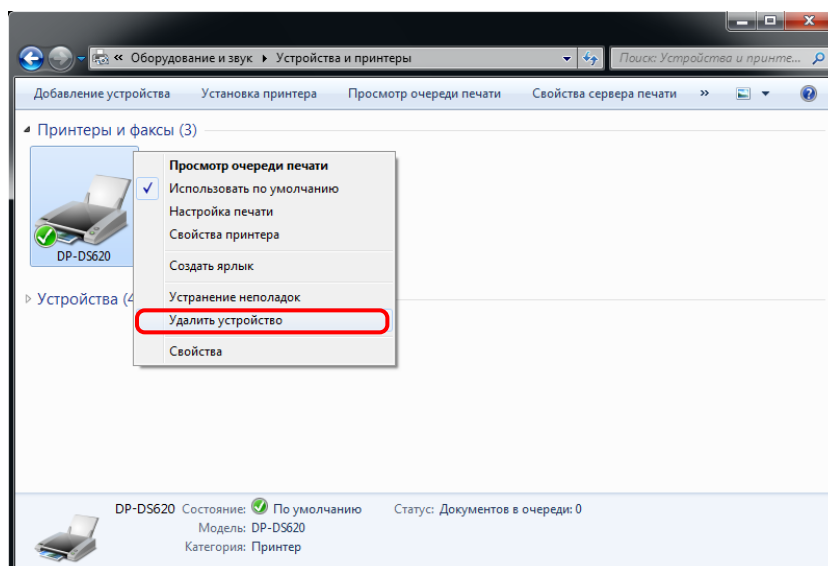 « Оборудование и звук ▸ Устройства и принтеры
Поиск: Устройства и принте...
Добавление устройства Установка принтера Просмотр очереди печати Свойства сервера печати »
Принтеры и факсы (3)
DP-DS620
Просмотр очереди печати
Использовать по умолчанию
Настройка печати
Свойства принтера
Создать ярлык
Устранение неполадок
Удалить устройство
Свойства
Устройства (4
DP-DS620 Состояние: По умолчанию Статус: Документов в очереди: 0
Модель: DP-DS620
Категория: Принтер